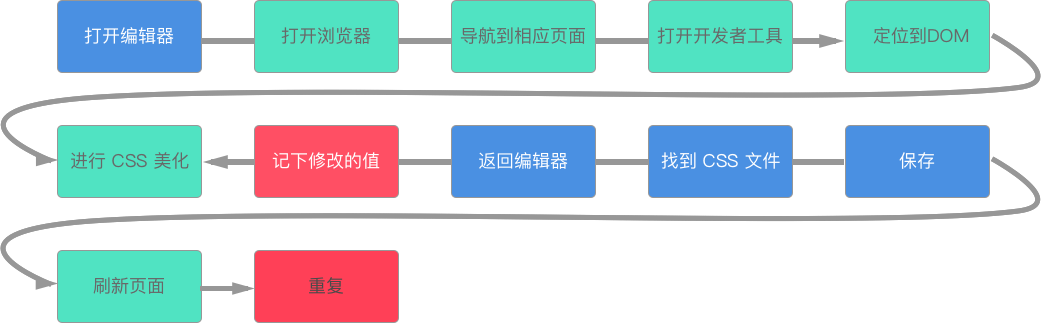 打开编辑器
打开浏览器
导航到相应页面
打开开发者工具
定位到DOM
进行 CSS 美化
记下修改的值
返回编辑器
找到 CSS 文件
保存
刷新页面
重复